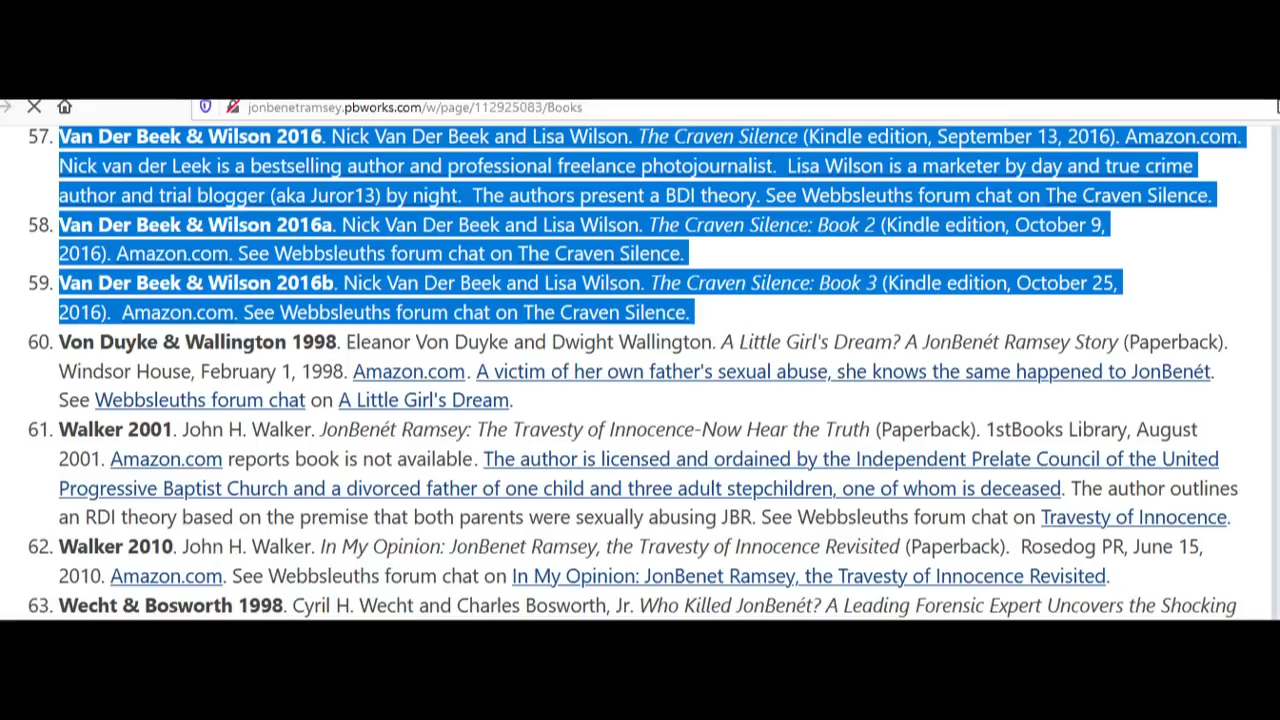 jonbenetramsey.pbworks.com/w/page/112925083/Books
57. Van Der Beek & Wilson 2016. Nick Van Der Beek and Lisa Wilson. The Craven Silence (Kindle edition, September 13, 2016). Amazon.com.
Nick van der Leek is a bestselling author and professional freelance photojournalist.  Lisa Wilson is a marketer by day and true crime
author and trial blogger (aka Juror13) by night.  The authors present a BDI theory. See Webbsleuths forum chat on The Craven Silence.
58. Van Der Beek & Wilson 2016a. Nick Van Der Beek and Lisa Wilson. The Craven Silence: Book 2 (Kindle edition, October 9,
2016). Amazon.com. See Webbsleuths forum chat on The Craven Silence.
59. Van Der Beek & Wilson 2016b. Nick Van Der Beek and Lisa Wilson. The Craven Silence: Book 3 (Kindle edition, October 25,
2016).  Amazon.com. See Webbsleuths forum chat on The Craven Silence.
60. Von Duyke & Wallington 1998. Eleanor Von Duyke and Dwight Wallington. A Little Girl's Dream? A JonBenét Ramsey Story (Paperback).
Windsor House, February 1, 1998. Amazon.com. A victim of her own father's sexual abuse, she knows the same happened to JonBenét.
See Webbsleuths forum chat on A Little Girl's Dream.
61. Walker 2001. John H. Walker. JonBenét Ramsey: The Travesty of Innocence-Now Hear the Truth (Paperback). 1stBooks Library, August
2001. Amazon.com reports book is not available. The author is licensed and ordained by the Independent Prelate Council of the United
Progressive Baptist Church and a divorced father of one child and three adult stepchildren, one of whom is deceased. The author outlines
an RDI theory based on the premise that both parents were sexually abusing JBR. See Webbsleuths forum chat on Travesty of Innocence.
62. Walker 2010. John H. Walker. In My Opinion: JonBenet Ramsey, the Travesty of Innocence Revisited (Paperback).  Rosedog PR, June 15,
2010. Amazon.com. See Webbsleuths forum chat on In My Opinion: JonBenet Ramsey, the Travesty of Innocence Revisited.
63. Wecht & Bosworth 1998. Cyril H. Wecht and Charles Bosworth, Jr. Who Killed JonBenét? A Leading Forensic Expert Uncovers the Shocking